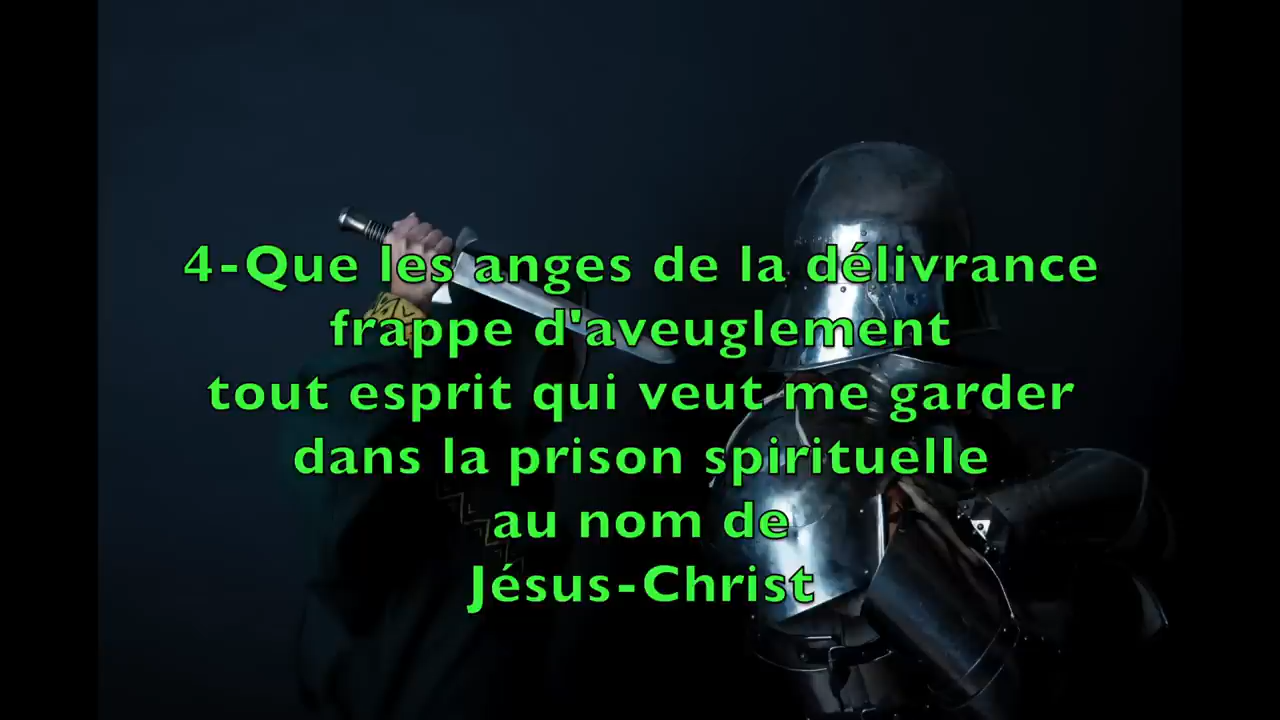 4-Que les anges de la délivrance
frappe d'aveuglement
tout esprit qui veut me garder
dans la prison spirituelle
au nom de
Jésus-Christ